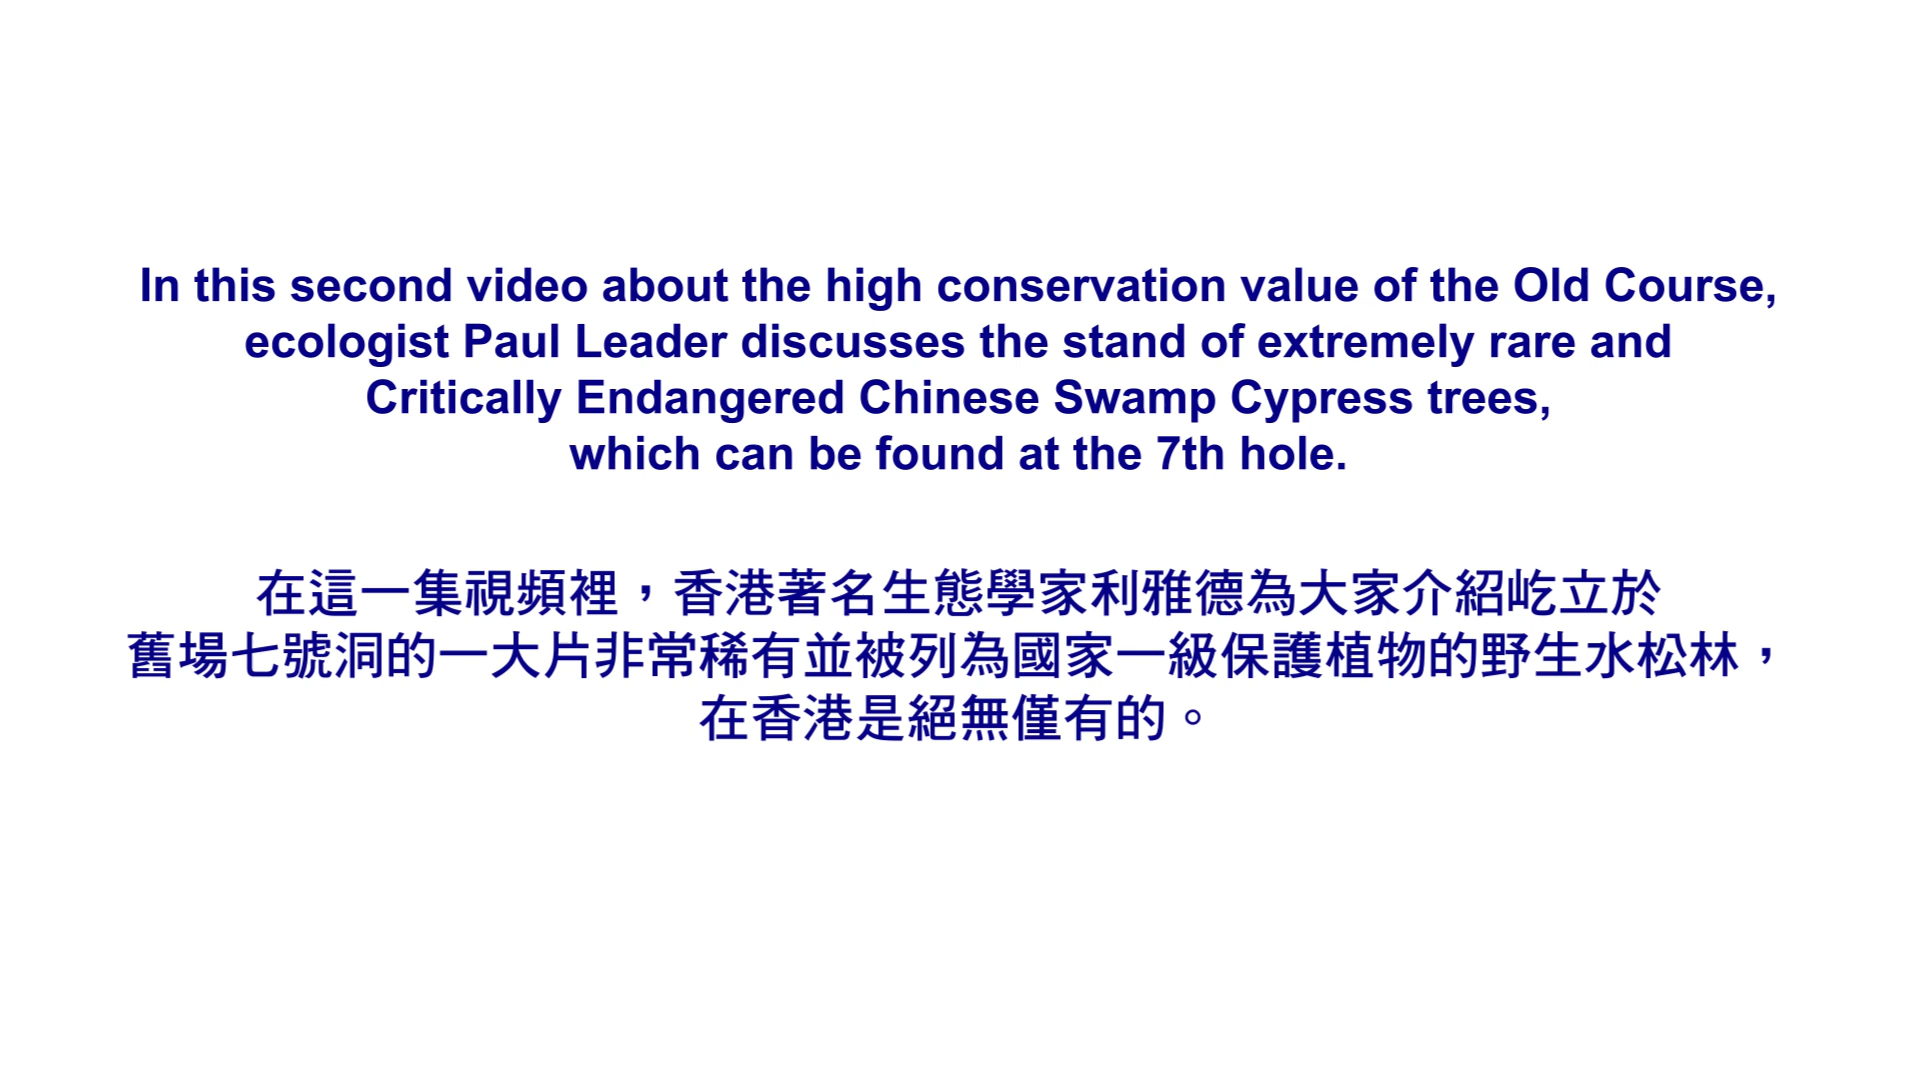 In this second video about the high conservation value of the Old Course,
ecologist Paul Leader discusses the stand of extremely rare and
Critically Endangered Chinese Swamp Cypress trees,
which can be found at the 7th hole.
在這一集視頻裡，香港著名生態學家利雅德為大家介紹屹立於
舊場七號洞的一大片非常稀有並被列為國家一級保護植物的野生水松林，
在香港是絕無僅有的。